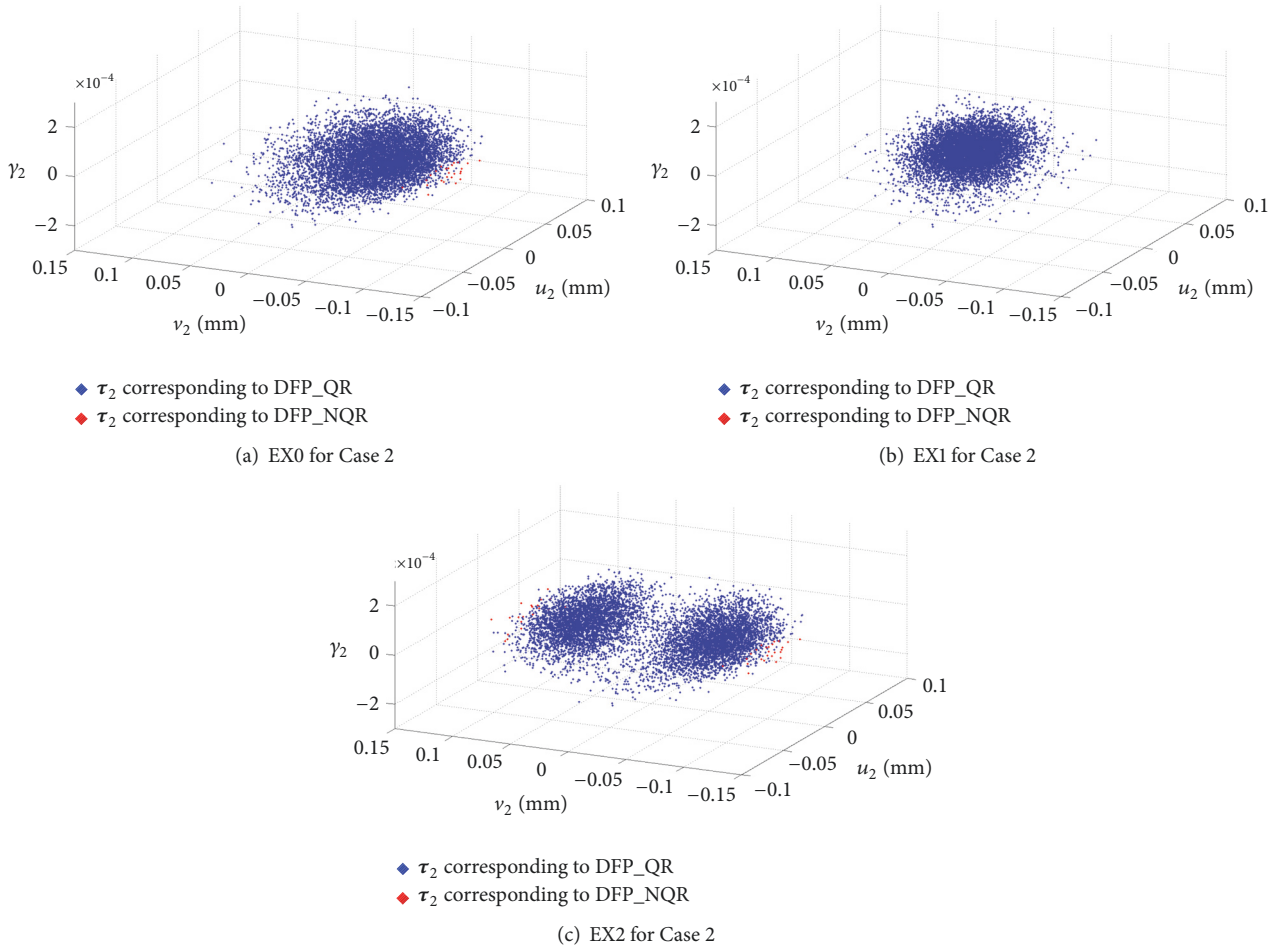 ×10⁻⁴
2
0
−2
γ₂
0.15
0.1
0.05
0
−0.05
−0.1
−0.15
v₂ (mm)
−0.1
−0.05
0
0.05
0.1
u₂ (mm)
τ₂ corresponding to DFP_QR
τ₂ corresponding to DFP_NQR
(a) EX0 for Case 2
×10⁻⁴
2
0
−2
γ₂
0.15
0.1
0.05
0
−0.05
−0.1
−0.15
v₂ (mm)
−0.1
−0.05
0
0.05
0.1
u₂ (mm)
τ₂ corresponding to DFP_QR
τ₂ corresponding to DFP_NQR
(b) EX1 for Case 2
×10⁻⁴
2
0
−2
γ₂
0.15
0.1
0.05
0
−0.05
−0.1
−0.15
v₂ (mm)
−0.1
−0.05
0
0.05
0.1
u₂ (mm)
τ₂ corresponding to DFP_QR
τ₂ corresponding to DFP_NQR
(c) EX2 for Case 2